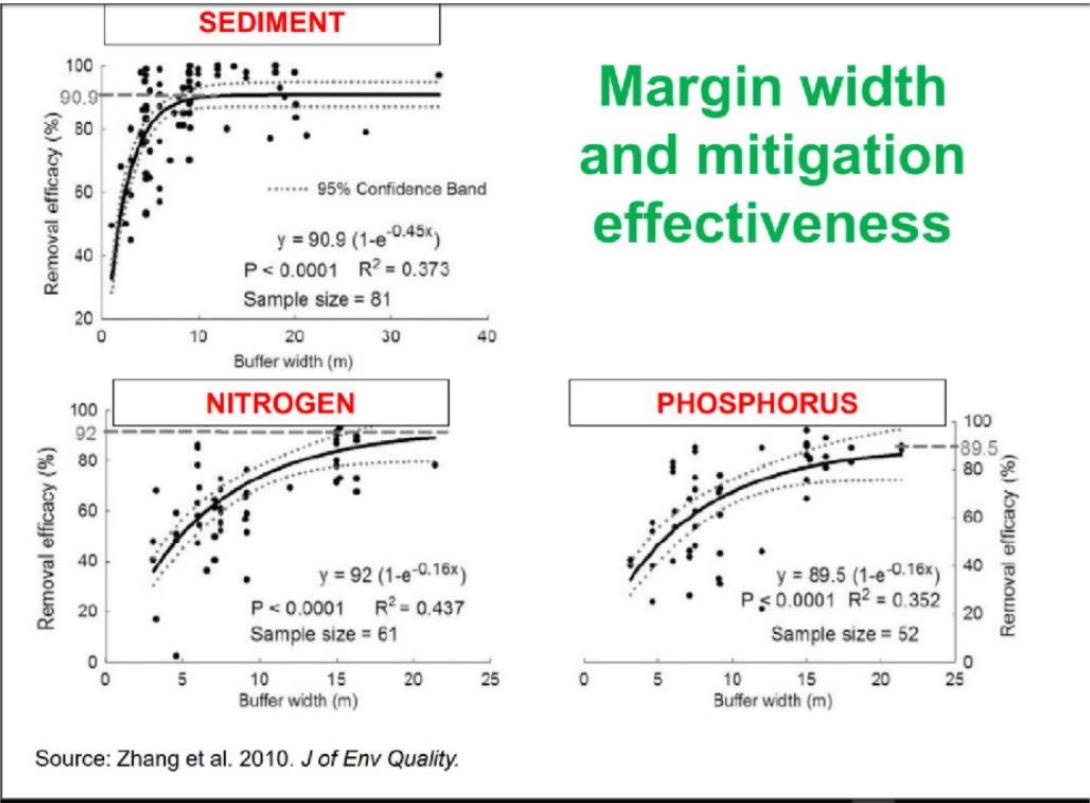 SEDIMENT
100
90.9
80
60
40
20
Removal efficacy (%)
95% Confidence Band
y = 90.9 (1-e^-0.45x)
P < 0.0001 R² = 0.373
Sample size = 81
0 10 20 30 40
Buffer width (m)
Margin width
and mitigation
effectiveness
NITROGEN
100
92
80
60
40
20
0
Removal efficacy (%)
y = 92 (1-e^-0.16x)
P < 0.0001 R² = 0.437
Sample size = 61
0 5 10 15 20 25
Buffer width (m)
PHOSPHORUS
100
89.5
80
60
40
20
0
Removal efficacy (%)
y = 89.5 (1-e^-0.16x)
P < 0.0001 R² = 0.352
Sample size = 52
0 5 10 15 20 25
Buffer width (m)
Source: Zhang et al. 2010. J of Env Quality.